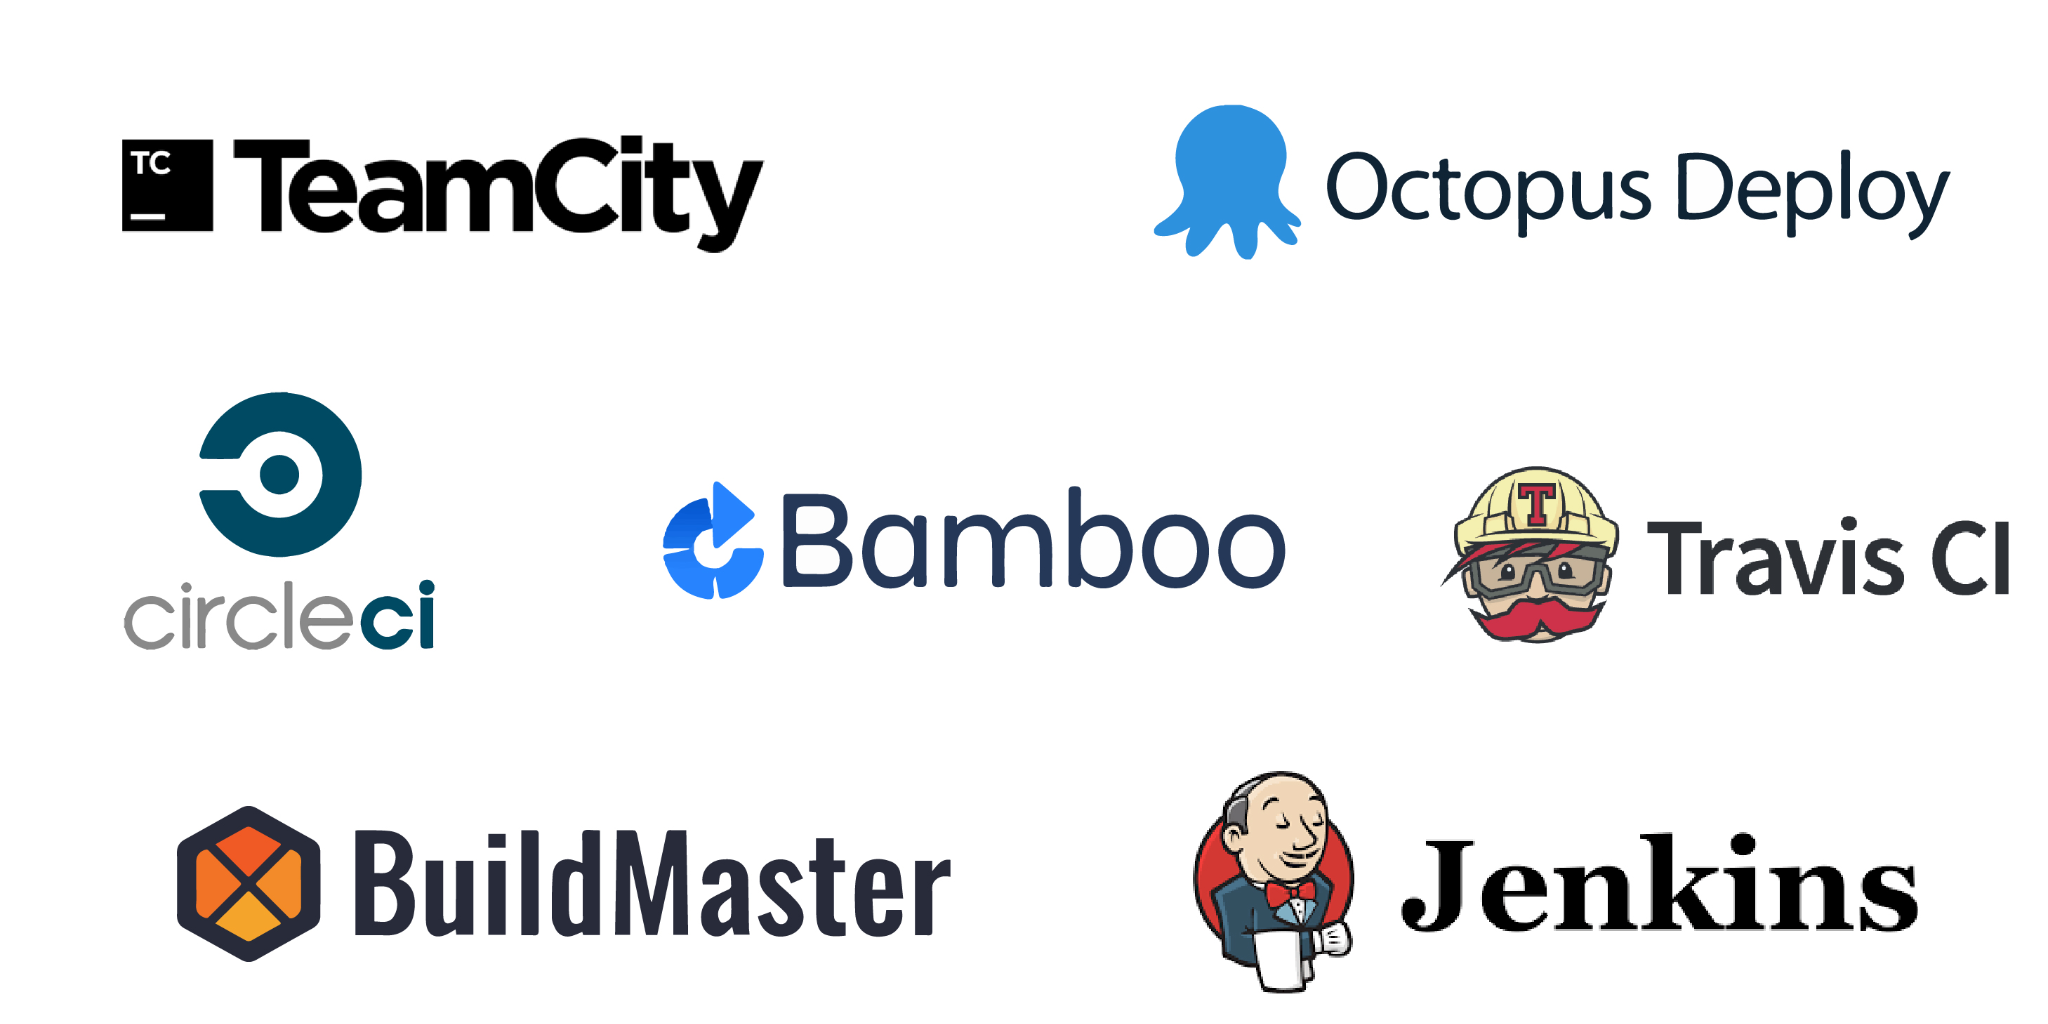 TC
TeamCity
Octopus Deploy
circleci
Bamboo
T
Travis CI
BuildMaster
Jenkins